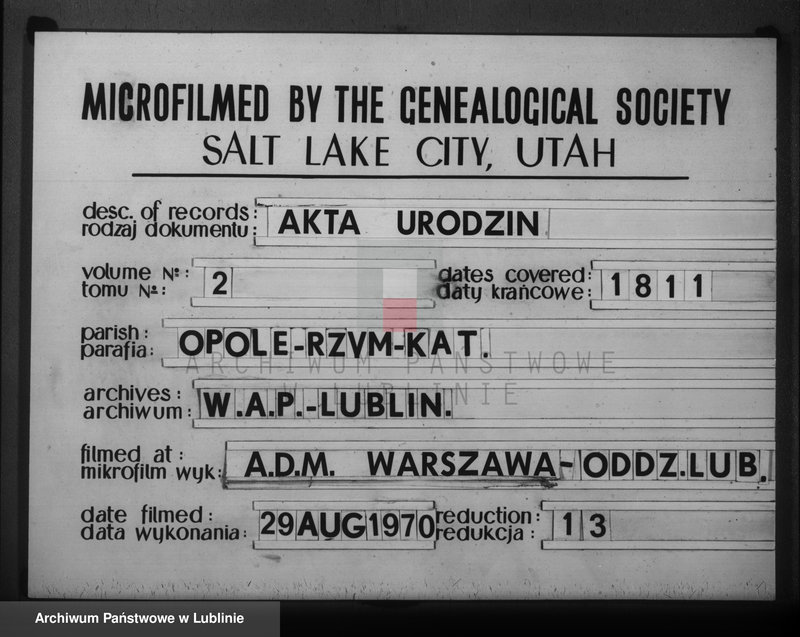 MICROFILMED BY THE GENEALOGICAL SOCIETY
SALT LAKE CITY, UTAH
desc. of records: AKTA URODZIN
rodzaj dokumentu:
volume №: 2 dates covered: 1811
tomu №: daty krańcowe:
parish: OPOLE-RZYM-KAT.
parafia:
ARCHIWUM PAŃSTWOWE
W LUBLINIE
archives: W.A.P.-LUBLIN.
archiwum:
filmed at: A.D.M. WARSZAWA-ODDZ.LUB.
mikrofilm wyk:
date filmed: 29AUG1970 reduction: 13
data wykonania: redukcja:
Archiwum Państwowe w Lublinie